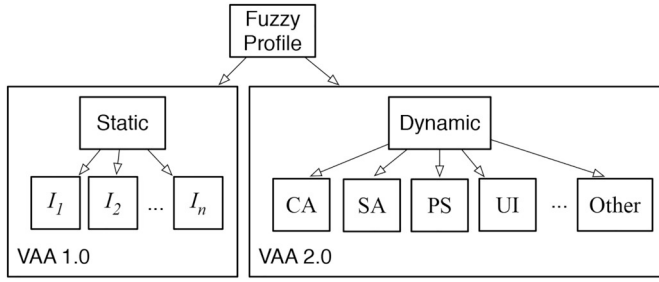 Fuzzy
Profile
Static
Dynamic
I1 I2 ... In
CA SA PS UI ... Other
VAA 1.0
VAA 2.0